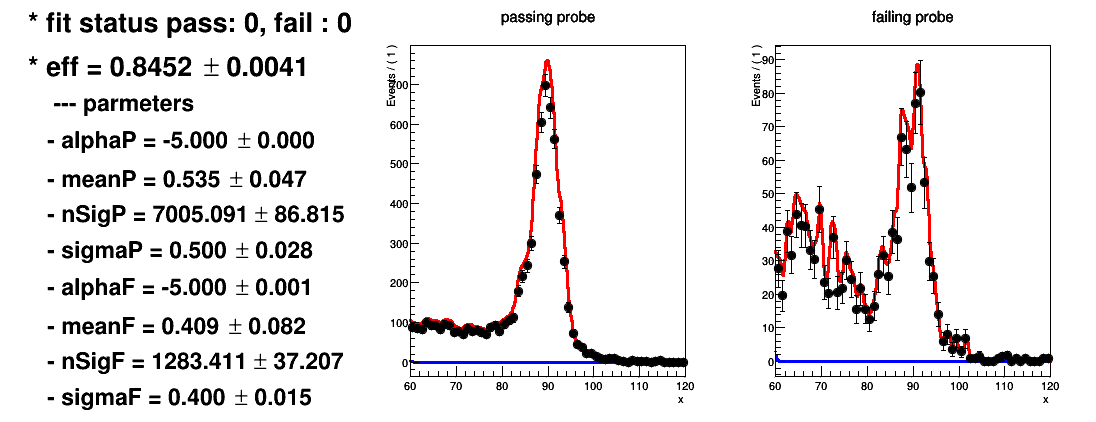 * fit status pass: 0, fail : 0
* eff = 0.8452 ± 0.0041
--- parmeters
- alphaP = -5.000 ± 0.000
- meanP = 0.535 ± 0.047
- nSigP = 7005.091 ± 86.815
- sigmaP = 0.500 ± 0.028
- alphaF = -5.000 ± 0.001
- meanF = 0.409 ± 0.082
- nSigF = 1283.411 ± 37.207
- sigmaF = 0.400 ± 0.015
passing probe
Events / ( 1 )
700
600
500
400
300
200
100
0
60 70 80 90 100 110 120
x
failing probe
Events / ( 1 )
90
80
70
60
50
40
30
20
10
0
60 70 80 90 100 110 120
x